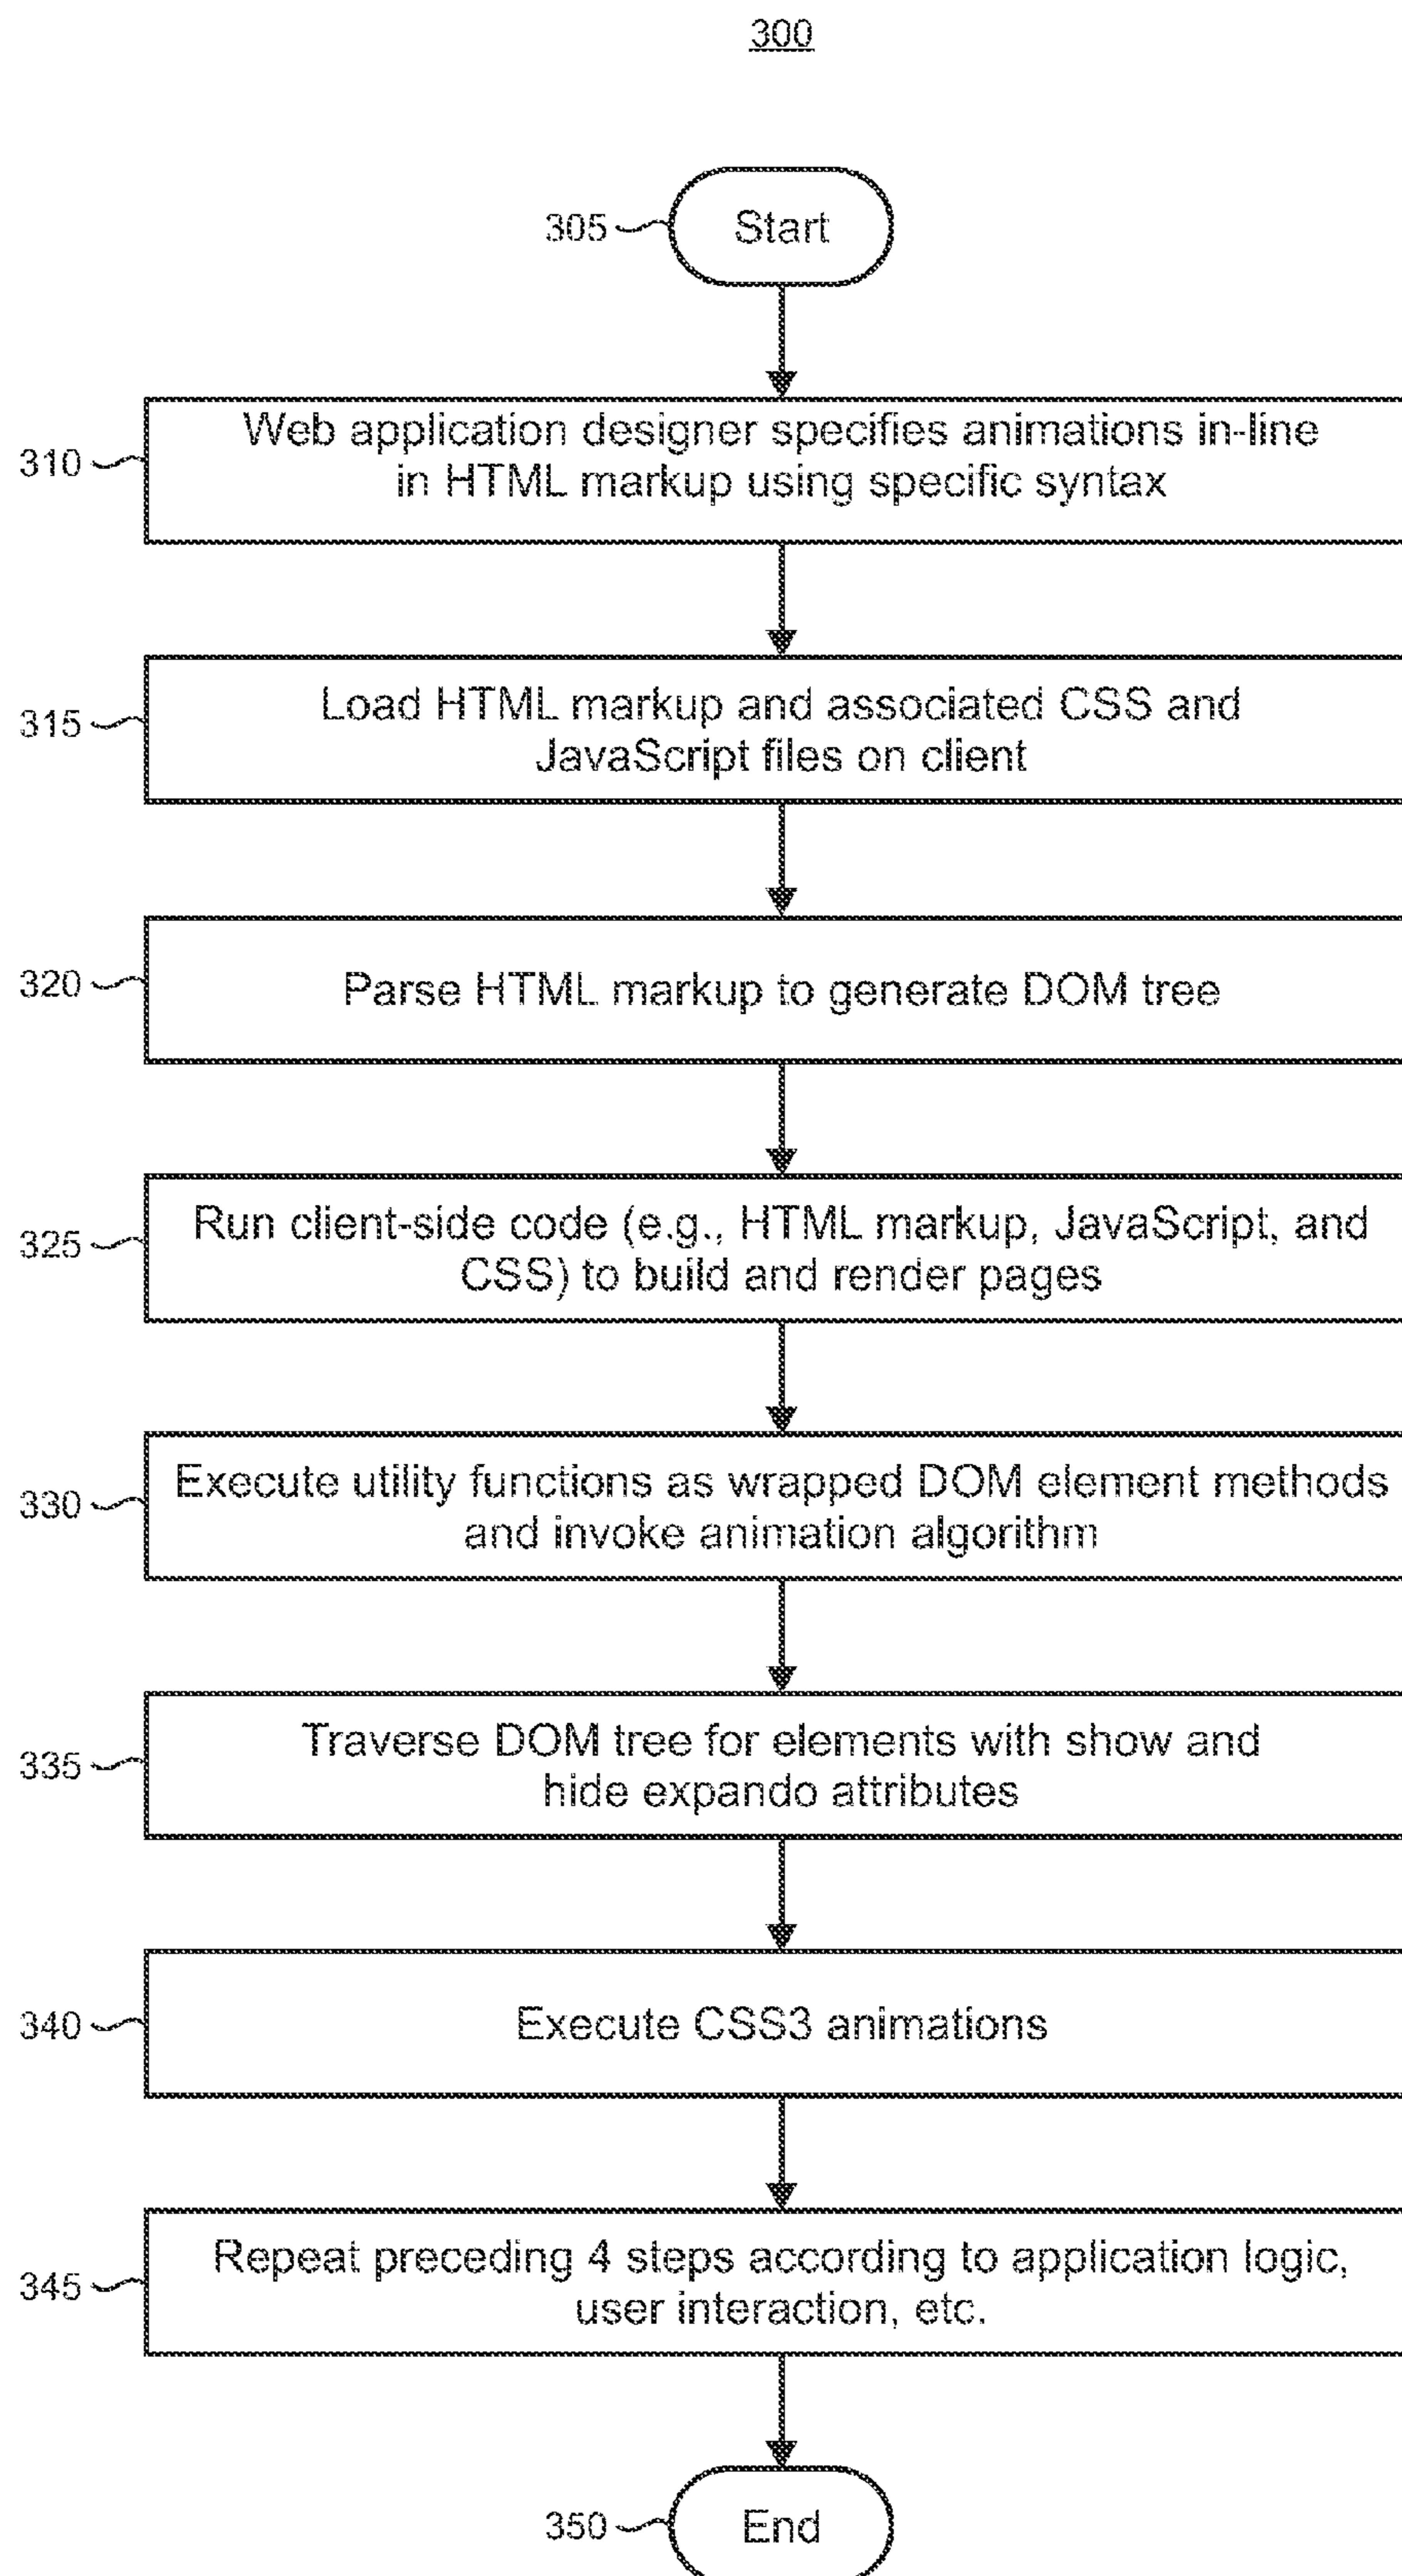 300
305
Start
310
Web application designer specifies animations in-line
in HTML markup using specific syntax
315
Load HTML markup and associated CSS and
JavaScript files on client
320
Parse HTML markup to generate DOM tree
325
Run client-side code (e.g., HTML markup, JavaScript, and
CSS) to build and render pages
330
Execute utility functions as wrapped DOM element methods
and invoke animation algorithm
335
Traverse DOM tree for elements with show and
hide expando attributes
340
Execute CSS3 animations
345
Repeat preceding 4 steps according to application logic,
user interaction, etc.
350
End